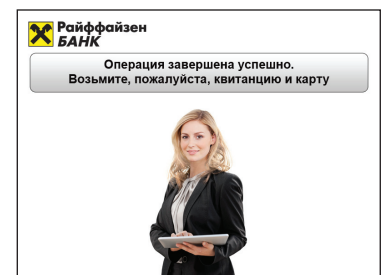 Райффайзен
БАНК
Операция завершена успешно.
Возьмите, пожалуйста, квитанцию и карту